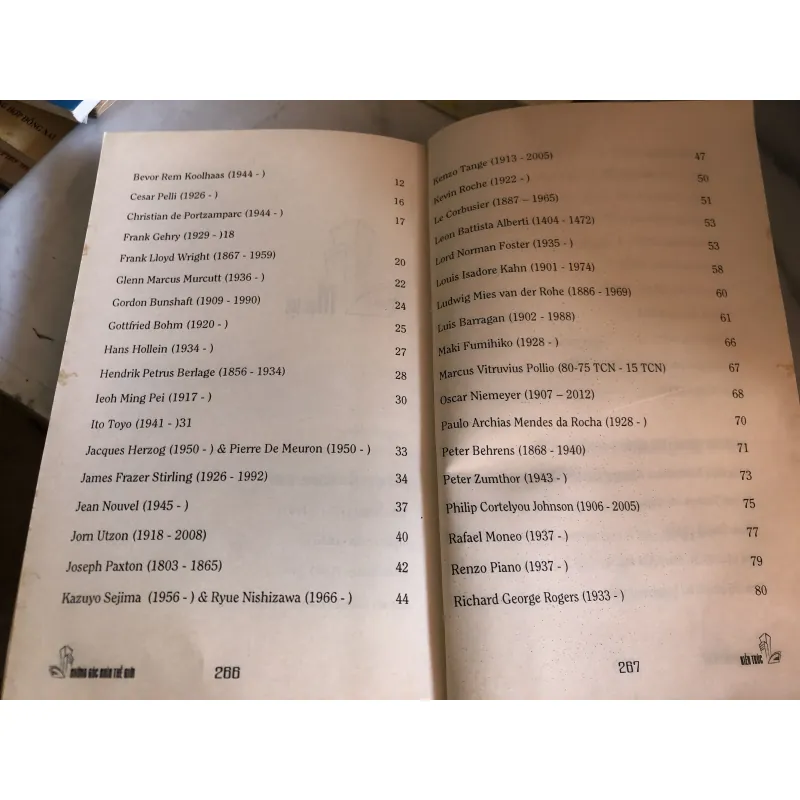 HỢP ĐỒNG NAI
Bevor Rem Koolhaas (1944 - ) 12
Cesar Pelli (1926 - ) 16
Christian de Portzamparc (1944 - ) 17
Frank Gehry (1929 - )18
Frank Lloyd Wright (1867 - 1959) 20
Glenn Marcus Murcutt (1936 - ) 22
Gordon Bunshaft (1909 - 1990) 24
Gottfried Bohm (1920 - ) 25
Hans Hollein (1934 - ) 27
Hendrik Petrus Berlage (1856 - 1934) 28
Ieoh Ming Pei (1917 - ) 30
Ito Toyo (1941 - )31
Jacques Herzog (1950 - ) & Pierre De Meuron (1950 - ) 33
James Frazer Stirling (1926 - 1992) 34
Jean Nouvel (1945 - ) 37
Jorn Utzon (1918 - 2008) 40
Joseph Paxton (1803 - 1865) 42
Kazuyo Sejima (1956 - ) & Ryue Nishizawa (1966 - ) 44
NHỮNG GÓC NHÌN THẾ GIỚI 266
Kenzo Tange (1913 - 2005) 47
Kevin Roche (1922 - ) 50
Le Corbusier (1887 – 1965) 51
Leon Battista Alberti (1404 - 1472) 53
Lord Norman Foster (1935 - ) 53
Louis Isadore Kahn (1901 - 1974) 58
Ludwig Mies van der Rohe (1886 - 1969) 60
Luis Barragan (1902 - 1988) 61
Maki Fumihiko (1928 - ) 66
Marcus Vitruvius Pollio (80-75 TCN - 15 TCN) 67
Oscar Niemeyer (1907 – 2012) 68
Paulo Archias Mendes da Rocha (1928 - ) 70
Peter Behrens (1868 - 1940) 71
Peter Zumthor (1943 - ) 73
Philip Cortelyou Johnson (1906 - 2005) 75
Rafael Moneo (1937 - ) 77
Renzo Piano (1937 - ) 79
Richard George Rogers (1933 - ) 80
267 KIẾN TRÚC